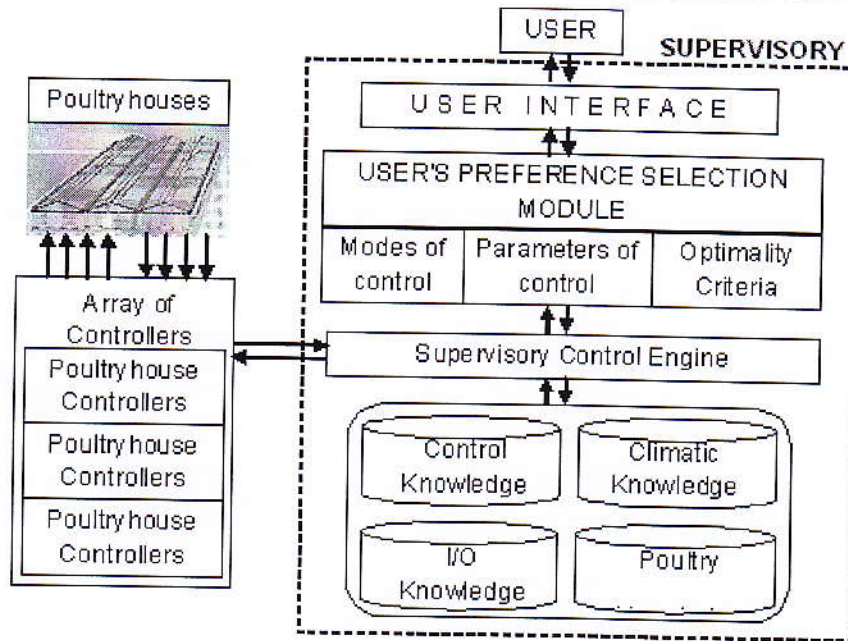 USER
SUPERVISORY
USER INTERFACE
USER'S PREFERENCE SELECTION
MODULE
Modes of
control
Parameters of
control
Optimality
Criteria
Supervisory Control Engine
Control
Knowledge
Climatic
Knowledge
I/O
Knowledge
Poultry
Poultry houses
Array of
Controllers
Poultry house
Controllers
Poultry house
Controllers
Poultry house
Controllers